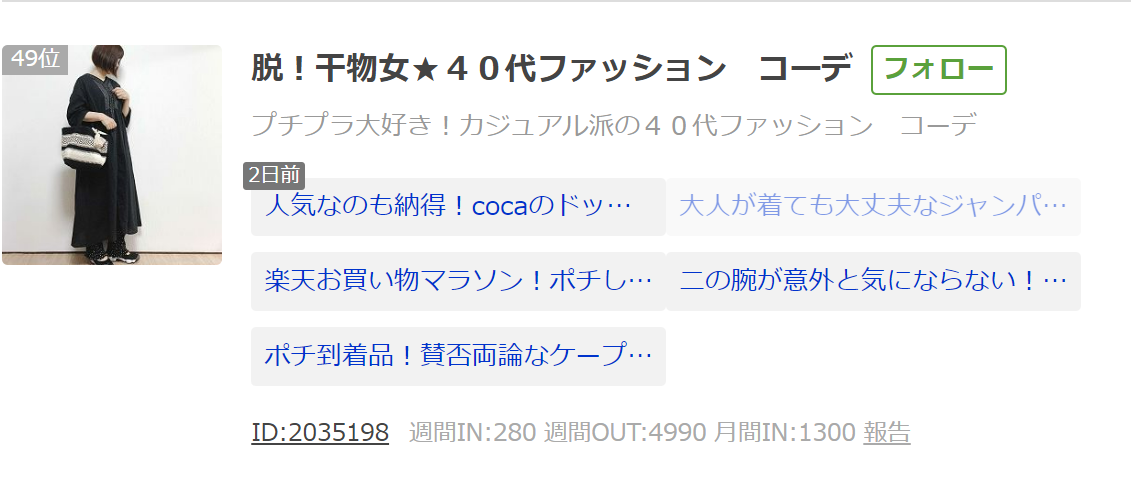 49位
脱！干物女★４０代ファッション　コーデ
フォロー
プチプラ大好き！カジュアル派の４０代ファッション　コーデ
2日前
人気なのも納得！cocaのドッ…
大人が着ても大丈夫なジャンパ…
楽天お買い物マラソン！ポチし…
二の腕が意外と気にならない！…
ポチ到着品！賛否両論なケープ…
ID:2035198 週間IN:280 週間OUT:4990 月間IN:1300 報告